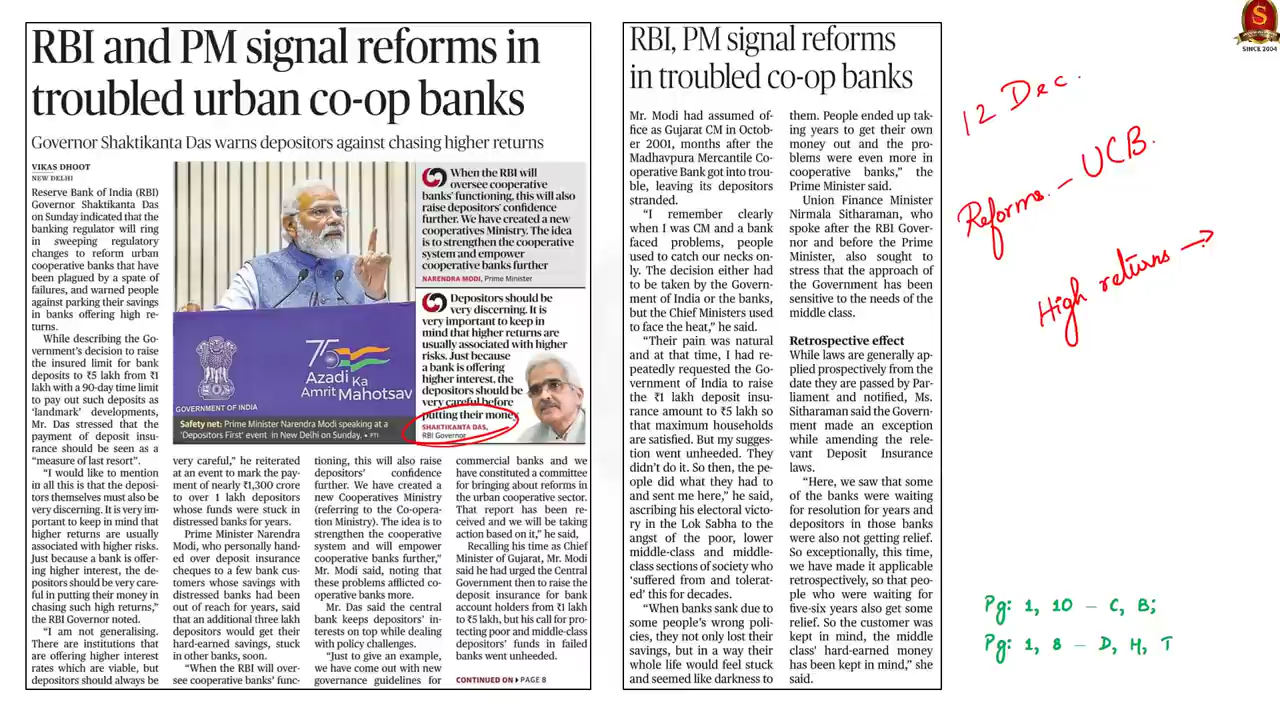 RBI and PM signal reforms in
troubled urban co-op banks
Governor Shaktikanta Das warns depositors against chasing higher returns
VIKAS DHOOT
NEW DELHI
Reserve Bank of India (RBI)
Governor Shaktikanta Das
on Sunday indicated that the
banking regulator will ring
in sweeping regulatory
changes to reform urban
cooperative banks that have
been plagued by a spate of
failures, and warned people
against parking their savings
in banks offering high re-
turns.
While describing the Go-
vernment's decision to raise
the insured limit for bank
deposits to ₹5 lakh from ₹1
lakh with a 90-day time limit
to pay out such deposits as
'landmark' developments,
Mr. Das stressed that the
payment of deposit insu-
rance should be seen as a
"measure of last resort".
"I would like to mention
in all this is that the deposi-
tors themselves must also be
very discerning. It is very im-
portant to keep in mind that
higher returns are usually
associated with higher risks.
Just because a bank is offer-
ing higher interest, the de-
positors should be very care-
ful in putting their money in
chasing such high returns,"
the RBI Governor noted.
"I am not generalising.
There are institutions that
are offering higher interest
rates which are viable, but
depositors should always be
When the RBI will
oversee cooperative
banks' functioning, this will also
raise depositors' confidence
further. We have created a new
cooperatives Ministry. The idea
is to strengthen the cooperative
system and empower
cooperative banks further
NARENDRA MODI, Prime Minister
Depositors should be
very discerning. It is
very important to keep in
mind that higher returns are
usually associated with higher
risks. Just because
a bank is offering
higher interest, the
depositors should be
very careful before
putting their money
SHAKTIKANTA DAS,
RBI Governor
75
Azadi Ka
Amrit Mahotsav
GOVERNMENT OF INDIA
Safety net: Prime Minister Narendra Modi speaking at a
'Depositors First' event in New Delhi on Sunday. • PTI
very careful," he reiterated
at an event to mark the pay-
ment of nearly ₹1,300 crore
to over 1 lakh depositors
whose funds were stuck in
distressed banks for years.
Prime Minister Narendra
Modi, who personally hand-
ed over deposit insurance
cheques to a few bank cus-
tomers whose savings with
distressed banks had been
out of reach for years, said
that an additional three lakh
depositors would get their
hard-earned savings, stuck
in other banks, soon.
"When the RBI will over-
see cooperative banks' func-
tioning, this will also raise
depositors' confidence
further. We have created a
new Cooperatives Ministry
(referring to the Co-opera-
tion Ministry). The idea is to
strengthen the cooperative
system and will empower
cooperative banks further,"
Mr. Modi said, noting that
these problems afflicted co-
operative banks more.
Mr. Das said the central
bank keeps depositors' in-
terests on top while dealing
with policy challenges.
"Just to give an example,
we have come out with new
governance guidelines for
commercial banks and we
have constituted a committee
for bringing about reforms in
the urban cooperative sector.
That report has been re-
ceived and we will be taking
action based on it," he said,
Recalling his time as Chief
Minister of Gujarat, Mr. Modi
said he had urged the Central
Government then to raise the
deposit insurance for bank
account holders from ₹1 lakh
to ₹5 lakh, but his call for pro-
tecting poor and middle-class
depositors' funds in failed
banks went unheeded.
CONTINUED ON ▸ PAGE 8
RBI, PM signal reforms
in troubled co-op banks
Mr. Modi had assumed of-
fice as Gujarat CM in Octob-
er 2001, months after the
Madhavpura Mercantile Co-
operative Bank got into trou-
ble, leaving its depositors
stranded.
"I remember clearly
when I was CM and a bank
faced problems, people
used to catch our necks on-
ly. The decision either had
to be taken by the Govern-
ment of India or the banks,
but the Chief Ministers used
to face the heat," he said.
"Their pain was natural
and at that time, I had re-
peatedly requested the Go-
vernment of India to raise
the ₹1 lakh deposit insu-
rance amount to ₹5 lakh so
that maximum households
are satisfied. But my sugges-
tion went unheeded. They
didn't do it. So then, the pe-
ople did what they had to
and sent me here," he said,
ascribing his electoral victo-
ry in the Lok Sabha to the
angst of the poor, lower
middle-class and middle-
class sections of society who
'suffered from and tolerat-
ed' this for decades.
"When banks sank due to
some people's wrong poli-
cies, they not only lost their
savings, but in a way their
whole life would feel stuck
and seemed like darkness to
them. People ended up tak-
ing years to get their own
money out and the pro-
blems were even more in
cooperative banks," the
Prime Minister said.
Union Finance Minister
Nirmala Sitharaman, who
spoke after the RBI Gover-
nor and before the Prime
Minister, also sought to
stress that the approach of
the Government has been
sensitive to the needs of the
middle class.
Retrospective effect
While laws are generally ap-
plied prospectively from the
date they are passed by Par-
liament and notified, Ms.
Sitharaman said the Govern-
ment made an exception
while amending the rele-
vant Deposit Insurance
laws.
"Here, we saw that some
of the banks were waiting
for resolution for years and
depositors in those banks
were also not getting relief.
So exceptionally, this time,
we have made it applicable
retrospectively, so that peo-
ple who were waiting for
five-six years also get some
relief. So the customer was
kept in mind, the middle
class' hard-earned money
has been kept in mind," she
said.
S
SINCE 2004
12 Dec.
Reforms - UCB.
High returns →
Pg: 1, 10 - C, B;
Pg: 1, 8 - D, H, T